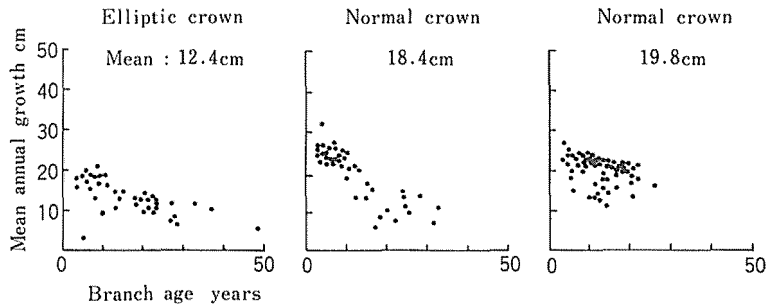 Elliptic crown Normal crown Normal crown
Mean : 12.4cm 18.4cm 19.8cm
Mean annual growth cm
50
40
30
20
10
0 50 0 50 0 50
Branch age years